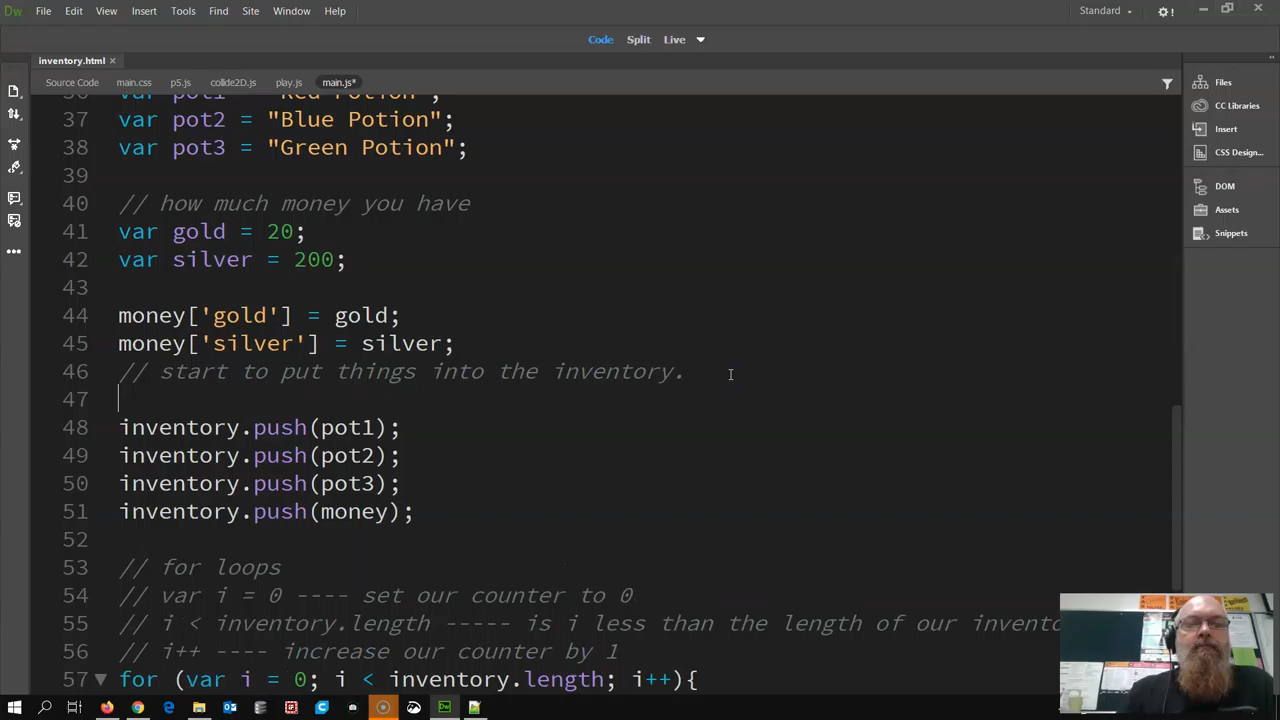 Dw File Edit View Insert Tools Find Site Window Help Standard
Code Split Live
inventory.html
Source Code main.css p5.js collide2D.js play.js main.js*
36 var pot1 = "Red Potion";
37 var pot2 = "Blue Potion";
38 var pot3 = "Green Potion";
39
40 // how much money you have
41 var gold = 20;
42 var silver = 200;
43
44 money['gold'] = gold;
45 money['silver'] = silver;
46 // start to put things into the inventory.
47
48 inventory.push(pot1);
49 inventory.push(pot2);
50 inventory.push(pot3);
51 inventory.push(money);
52
53 // for loops
54 // var i = 0 ---- set our counter to 0
55 // i < inventory.length ----- is i less than the length of our invento
56 // i++ ---- increase our counter by 1
57 for (var i = 0; i < inventory.length; i++){
Files
CC Libraries
Insert
CSS Design...
DOM
Assets
Snippets